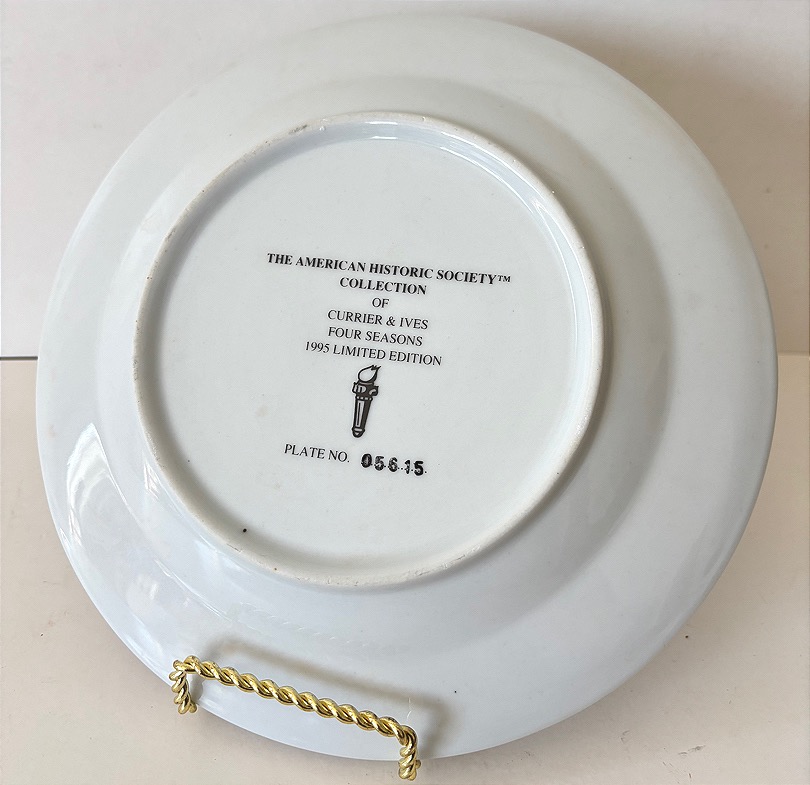 THE AMERICAN HISTORIC SOCIETY™
COLLECTION
OF
CURRIER & IVES
FOUR SEASONS
1995 LIMITED EDITION
PLATE NO. 05615